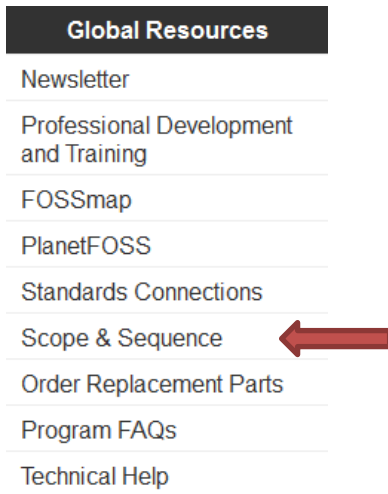 Global Resources
Newsletter
Professional Development
and Training
FOSSmap
PlanetFOSS
Standards Connections
Scope & Sequence
Order Replacement Parts
Program FAQs
Technical Help